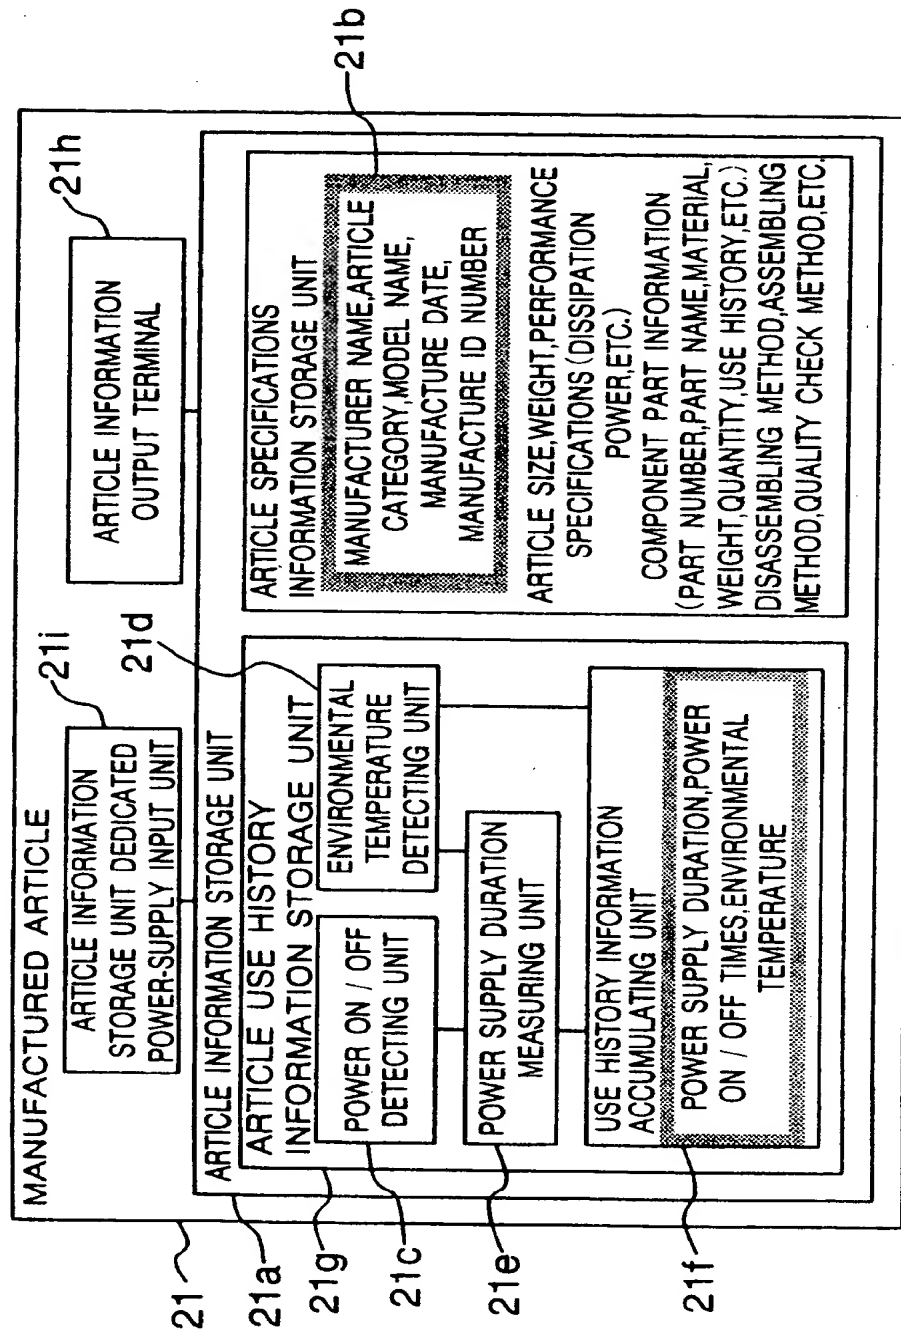 MANUFACTURED ARTICLE
21
ARTICLE INFORMATION
STORAGE UNIT DEDICATED
POWER-SUPPLY INPUT UNIT
21i
ARTICLE INFORMATION
OUTPUT TERMINAL
21h
ARTICLE INFORMATION STORAGE UNIT
21a
ARTICLE USE HISTORY
INFORMATION STORAGE UNIT
21g
POWER ON / OFF
DETECTING UNIT
21c
ENVIRONMENTAL
TEMPERATURE
DETECTING UNIT
21d
POWER SUPPLY DURATION
MEASURING UNIT
21e
USE HISTORY INFORMATION
ACCUMULATING UNIT
POWER SUPPLY DURATION,POWER
ON / OFF TIMES,ENVIRONMENTAL
TEMPERATURE
21f
ARTICLE SPECIFICATIONS
INFORMATION STORAGE UNIT
MANUFACTURER NAME,ARTICLE
CATEGORY,MODEL NAME,
MANUFACTURE DATE,
MANUFACTURE ID NUMBER
21b
ARTICLE SIZE,WEIGHT,PERFORMANCE
SPECIFICATIONS(DISSIPATION
POWER,ETC.)
COMPONENT PART INFORMATION
(PART NUMBER,PART NAME,MATERIAL,
WEIGHT,QUANTITY,USE HISTORY,ETC.)
DISASSEMBLING METHOD,ASSEMBLING
METHOD,QUALITY CHECK METHOD,ETC.